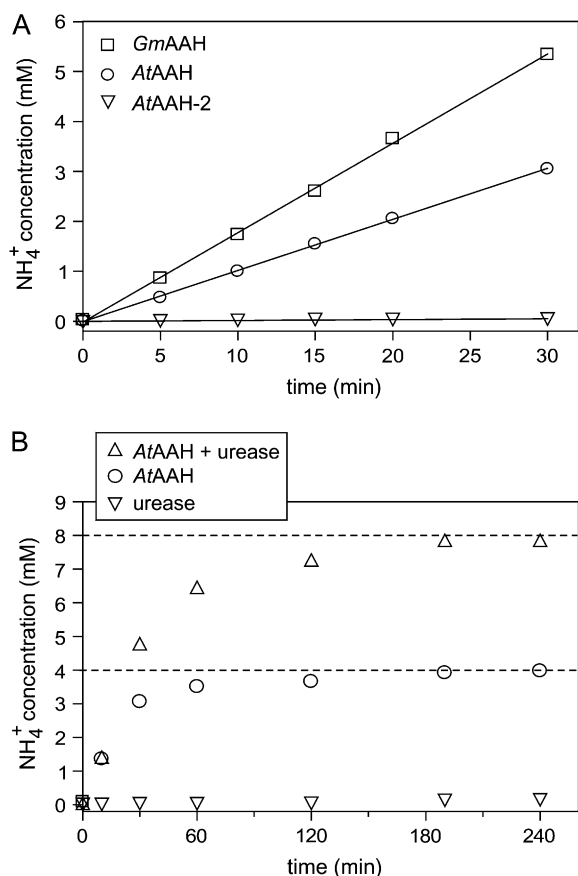 A
GmAAH
AtAAH
AtAAH-2
NH4+ concentration (mM)
6
5
4
3
2
1
0
0 5 10 15 20 25 30
time (min)
B
AtAAH + urease
AtAAH
urease
NH4+ concentration (mM)
9
8
7
6
5
4
3
2
1
0
0 60 120 180 240
time (min)